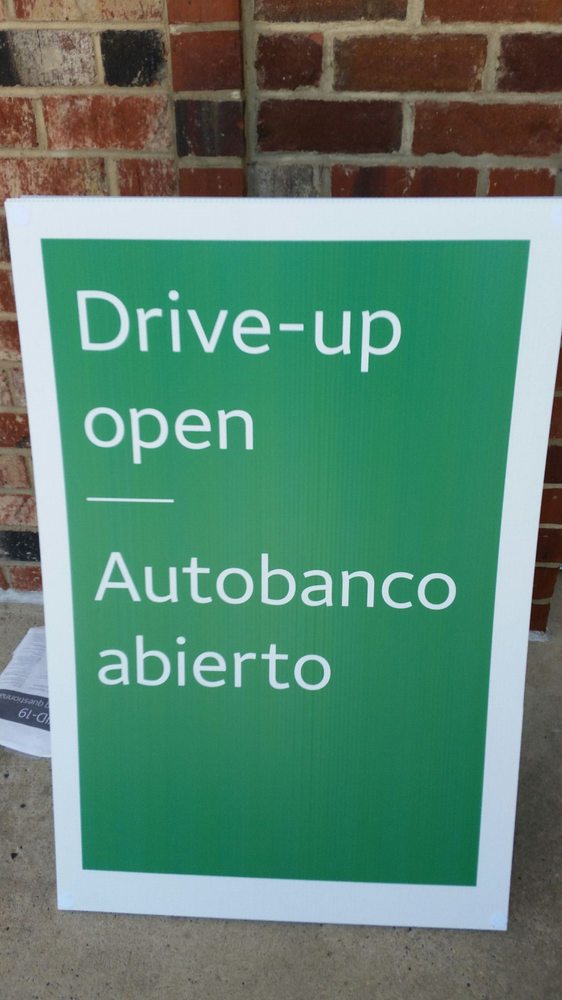 Drive-up
open
Autobanco
abierto